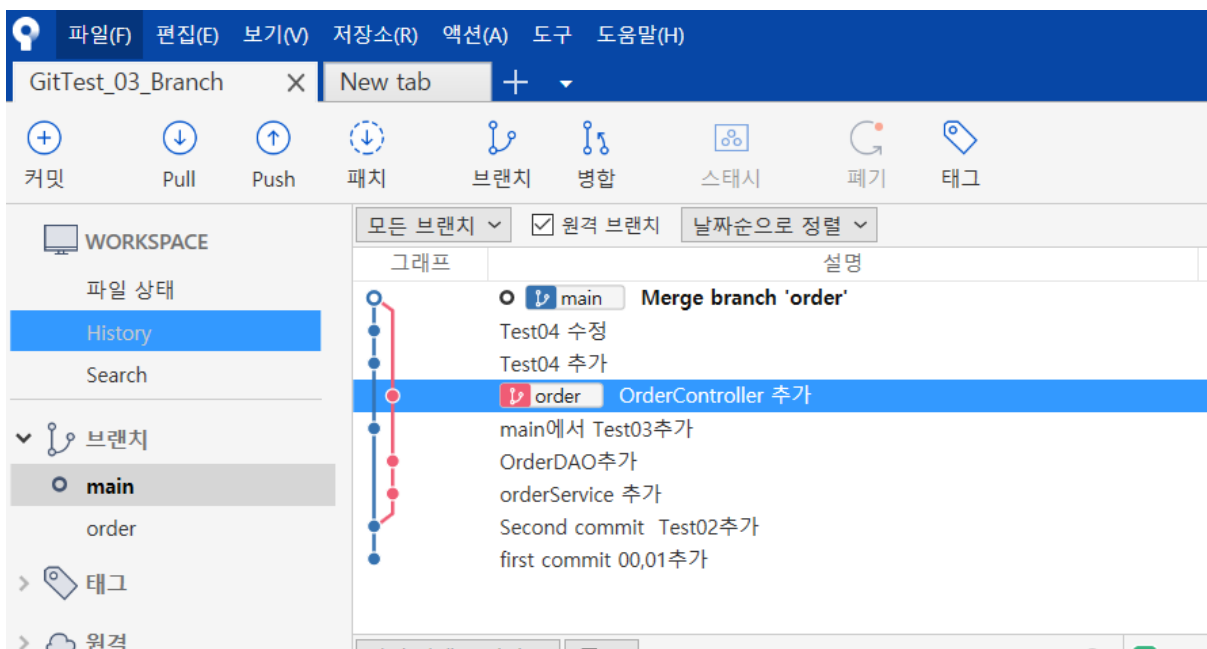 파일(F) 편집(E) 보기(V) 저장소(R) 액션(A) 도구 도움말(H)
GitTest_03_Branch New tab
커밋 Pull Push 패치 브랜치 병합 스태시 폐기 태그
모든 브랜치 원격 브랜치 날짜순으로 정렬
WORKSPACE
그래프 설명
파일 상태
main Merge branch 'order'
History
Test04 수정
Test04 추가
Search
order OrderController 추가
main에서 Test03추가
브랜치
OrderDAO추가
main
orderService 추가
order
Second commit Test02추가
first commit 00,01추가
태그
원격